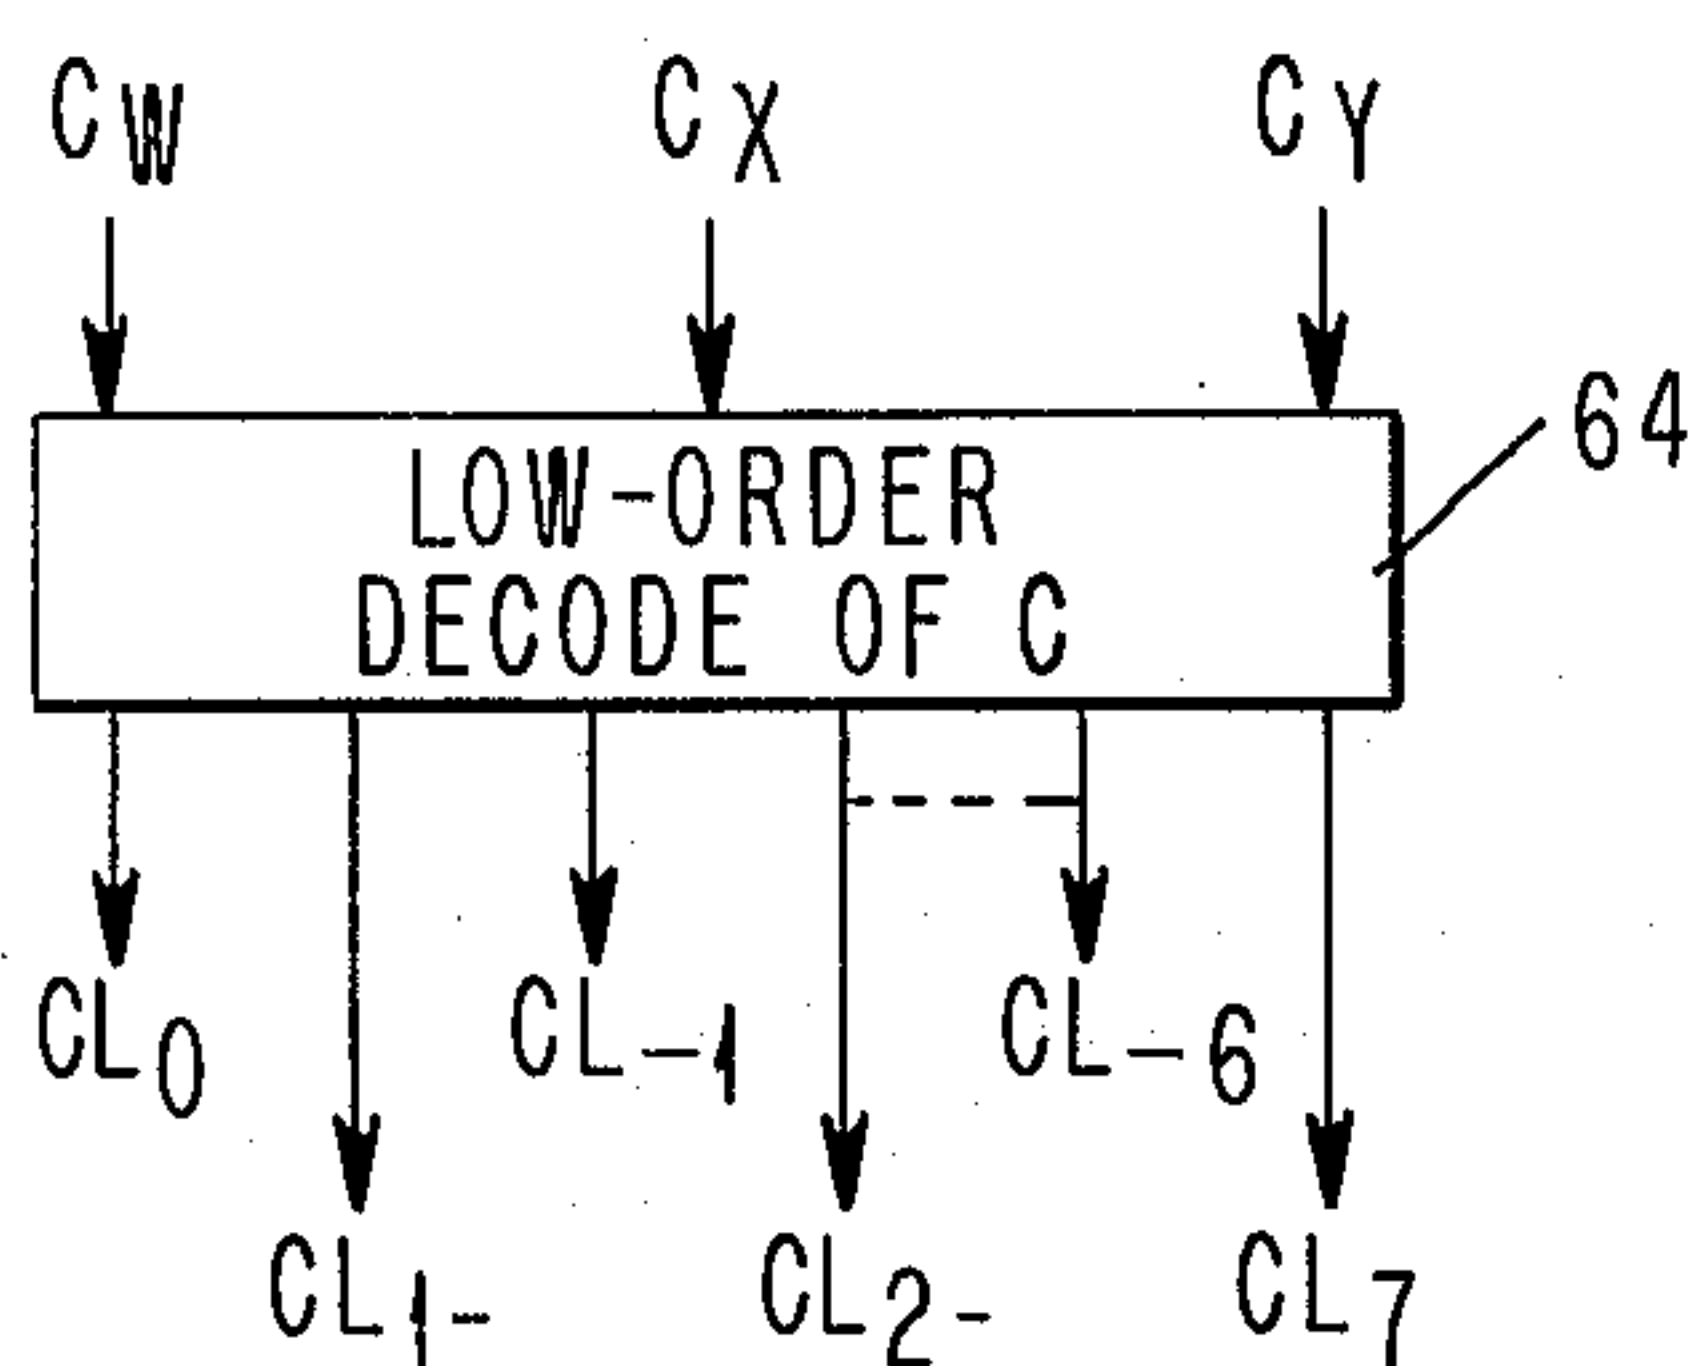 CW CX CY
64
LOW-ORDER
DECODE OF C
CL0 CL-1 CL-6
CL1- CL2- CL7